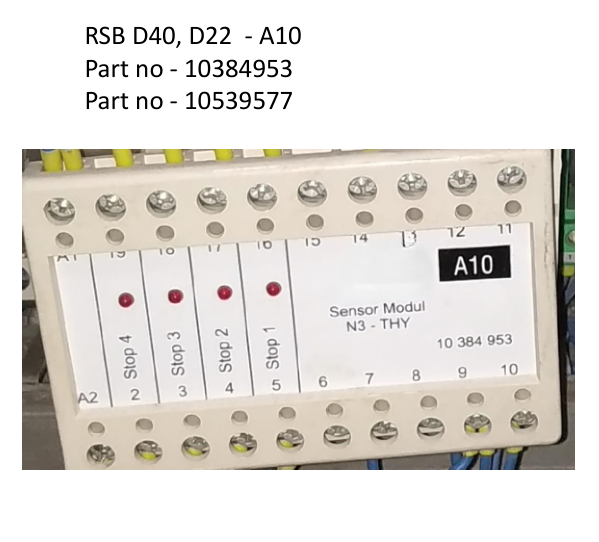 RSB D40, D22 - A10
Part no - 10384953
Part no - 10539577
A1 19 18 17 16 15 14 13 12 11
A10
Stop 4 Stop 3 Stop 2 Stop 1
Sensor Modul
N3 - THY
10 384 953
A2 2 3 4 5 6 7 8 9 10